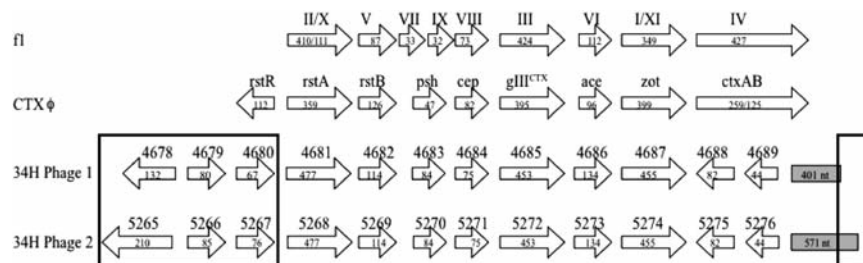 II/X V VII IX VIII III VI I/XI IV
f1 410/111 87 33 32 73 424 112 349 427
rstR rstA rstB psh cep gIIICTX ace zot ctxAB
CTX ϕ 112 359 126 47 82 395 96 399 259/125
4678 4679 4680 4681 4682 4683 4684 4685 4686 4687 4688 4689
34H Phage 1 132 80 67 477 114 84 75 453 134 455 82 44 401 nt
5265 5266 5267 5268 5269 5270 5271 5272 5273 5274 5275 5276
34H Phage 2 210 85 76 477 114 84 75 453 134 455 82 44 571 nt